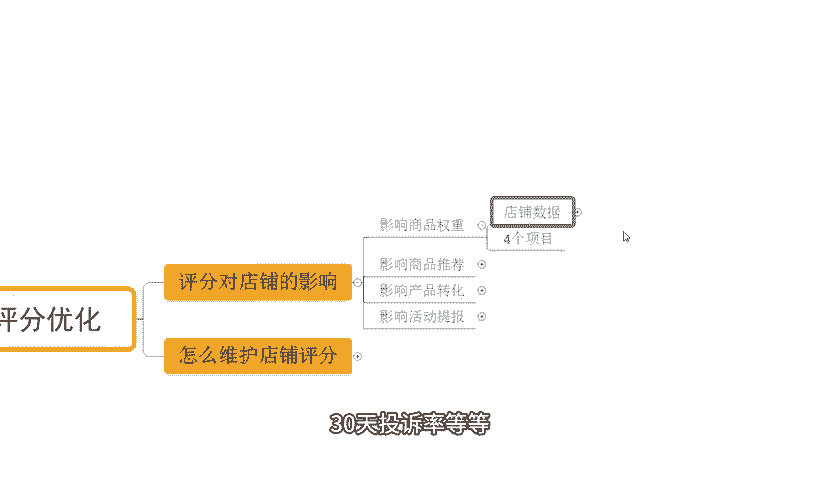 店铺数据
影响商品权重
4个项目
影响商品推荐
评分对店铺的影响
影响产品转化
评分优化
影响活动提报
怎么维护店铺评分
30天投诉率等等